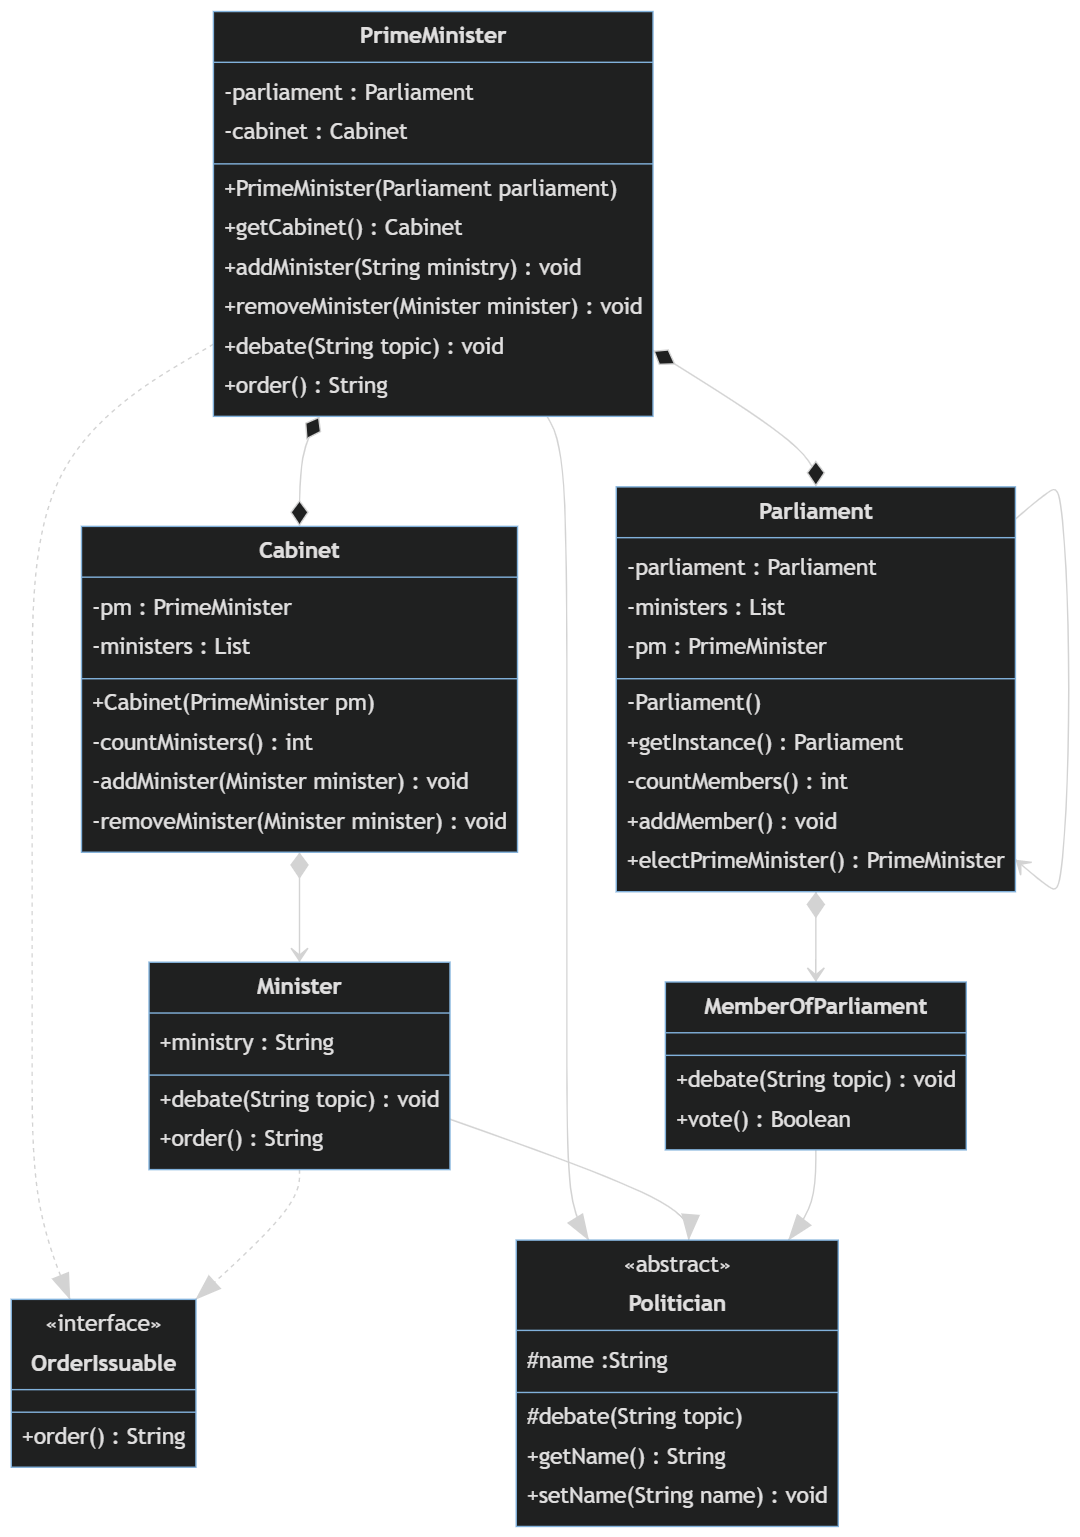 PrimeMinister
-parliament : Parliament
-cabinet : Cabinet
+PrimeMinister(Parliament parliament)
+getCabinet() : Cabinet
+addMinister(String ministry) : void
+removeMinister(Minister minister) : void
+debate(String topic) : void
+order() : String
Cabinet
-pm : PrimeMinister
-ministers : List
+Cabinet(PrimeMinister pm)
-countMinisters() : int
-addMinister(Minister minister) : void
-removeMinister(Minister minister) : void
Parliament
-parliament : Parliament
-ministers : List
-pm : PrimeMinister
-Parliament()
+getInstance() : Parliament
-countMembers() : int
+addMember() : void
+electPrimeMinister() : PrimeMinister
Minister
+ministry : String
+debate(String topic) : void
+order() : String
MemberOfParliament
+debate(String topic) : void
+vote() : Boolean
«interface»
OrderIssuable
+order() : String
«abstract»
Politician
#name :String
#debate(String topic)
+getName() : String
+setName(String name) : void